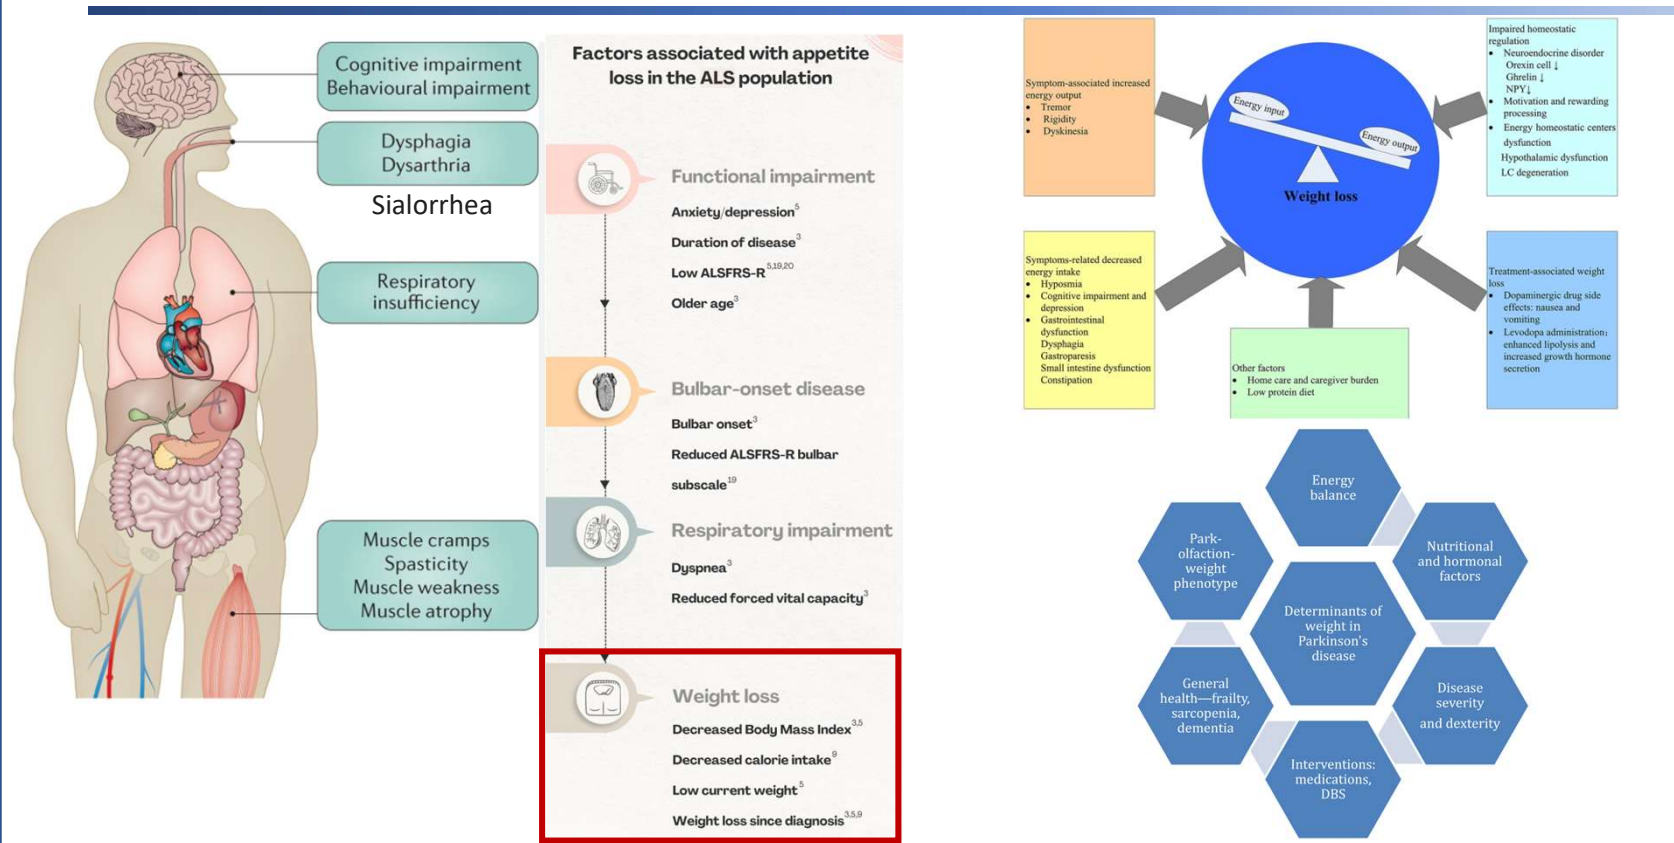 Cognitive impairment
Behavioural impairment
Dysphagia
Dysarthria
Sialorrhea
Respiratory
insufficiency
Muscle cramps
Spasticity
Muscle weakness
Muscle atrophy
Factors associated with appetite
loss in the ALS population
Functional impairment
Anxiety/depression⁵
Duration of disease³
Low ALSFRS-R⁵,¹⁹,²⁰
Older age³
Bulbar-onset disease
Bulbar onset³
Reduced ALSFRS-R bulbar
subscale¹⁹
Respiratory impairment
Dyspnea³
Reduced forced vital capacity³
Weight loss
Decreased Body Mass Index³,⁵
Decreased calorie intake⁹
Low current weight⁵
Weight loss since diagnosis³,⁵,⁹
Symptom-associated increased
energy output
• Tremor
• Rigidity
• Dyskinesia
Energy input
Energy output
Weight loss
Impaired homeostatic
regulation
• Neuroendocrine disorder
Orexin cell ↓
Ghrelin ↓
NPY↓
• Motivation and rewarding
processing
• Energy homeostatic centers
dysfunction
Hypothalamic dysfunction
LC degeneration
Symptoms-related decreased
energy intake
• Hyposmia
• Cognitive impairment and
depression
• Gastrointestinal
dysfunction
Dysphagia
Gastroparesis
Small intestine dysfunction
Constipation
Other factors
• Home care and caregiver burden
• Low protein diet
Treatment-associated weight
loss
• Dopaminergic drug side
effects: nausea and
vomiting
• Levodopa administration:
enhanced lipolysis and
increased growth hormone
secretion
Energy
balance
Park-
olfaction-
weight
phenotype
Nutritional
and hormonal
factors
Determinants of
weight in
Parkinson's
disease
General
health—frailty,
sarcopenia,
dementia
Disease
severity
and dexterity
Interventions:
medications,
DBS